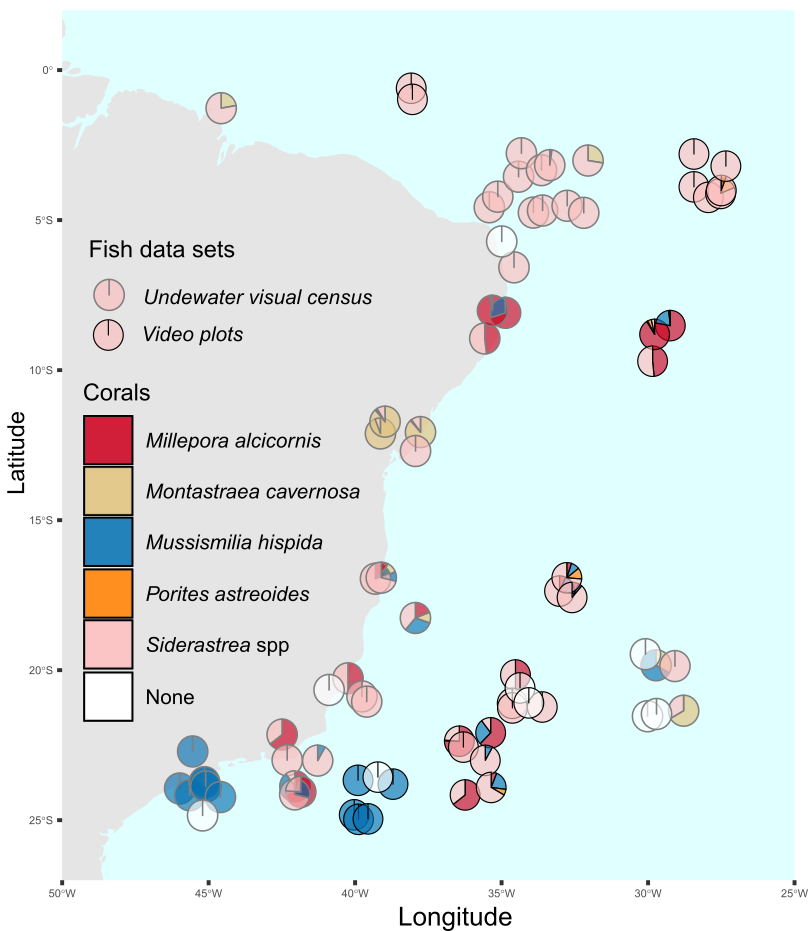 0°
5°S
10°S
15°S
20°S
25°S
Latitude
Fish data sets
Undewater visual census
Video plots
Corals
Millepora alcicornis
Montastraea cavernosa
Mussismilia hispida
Porites astreoides
Siderastrea spp
None
50°W
45°W
40°W
35°W
30°W
25°W
Longitude